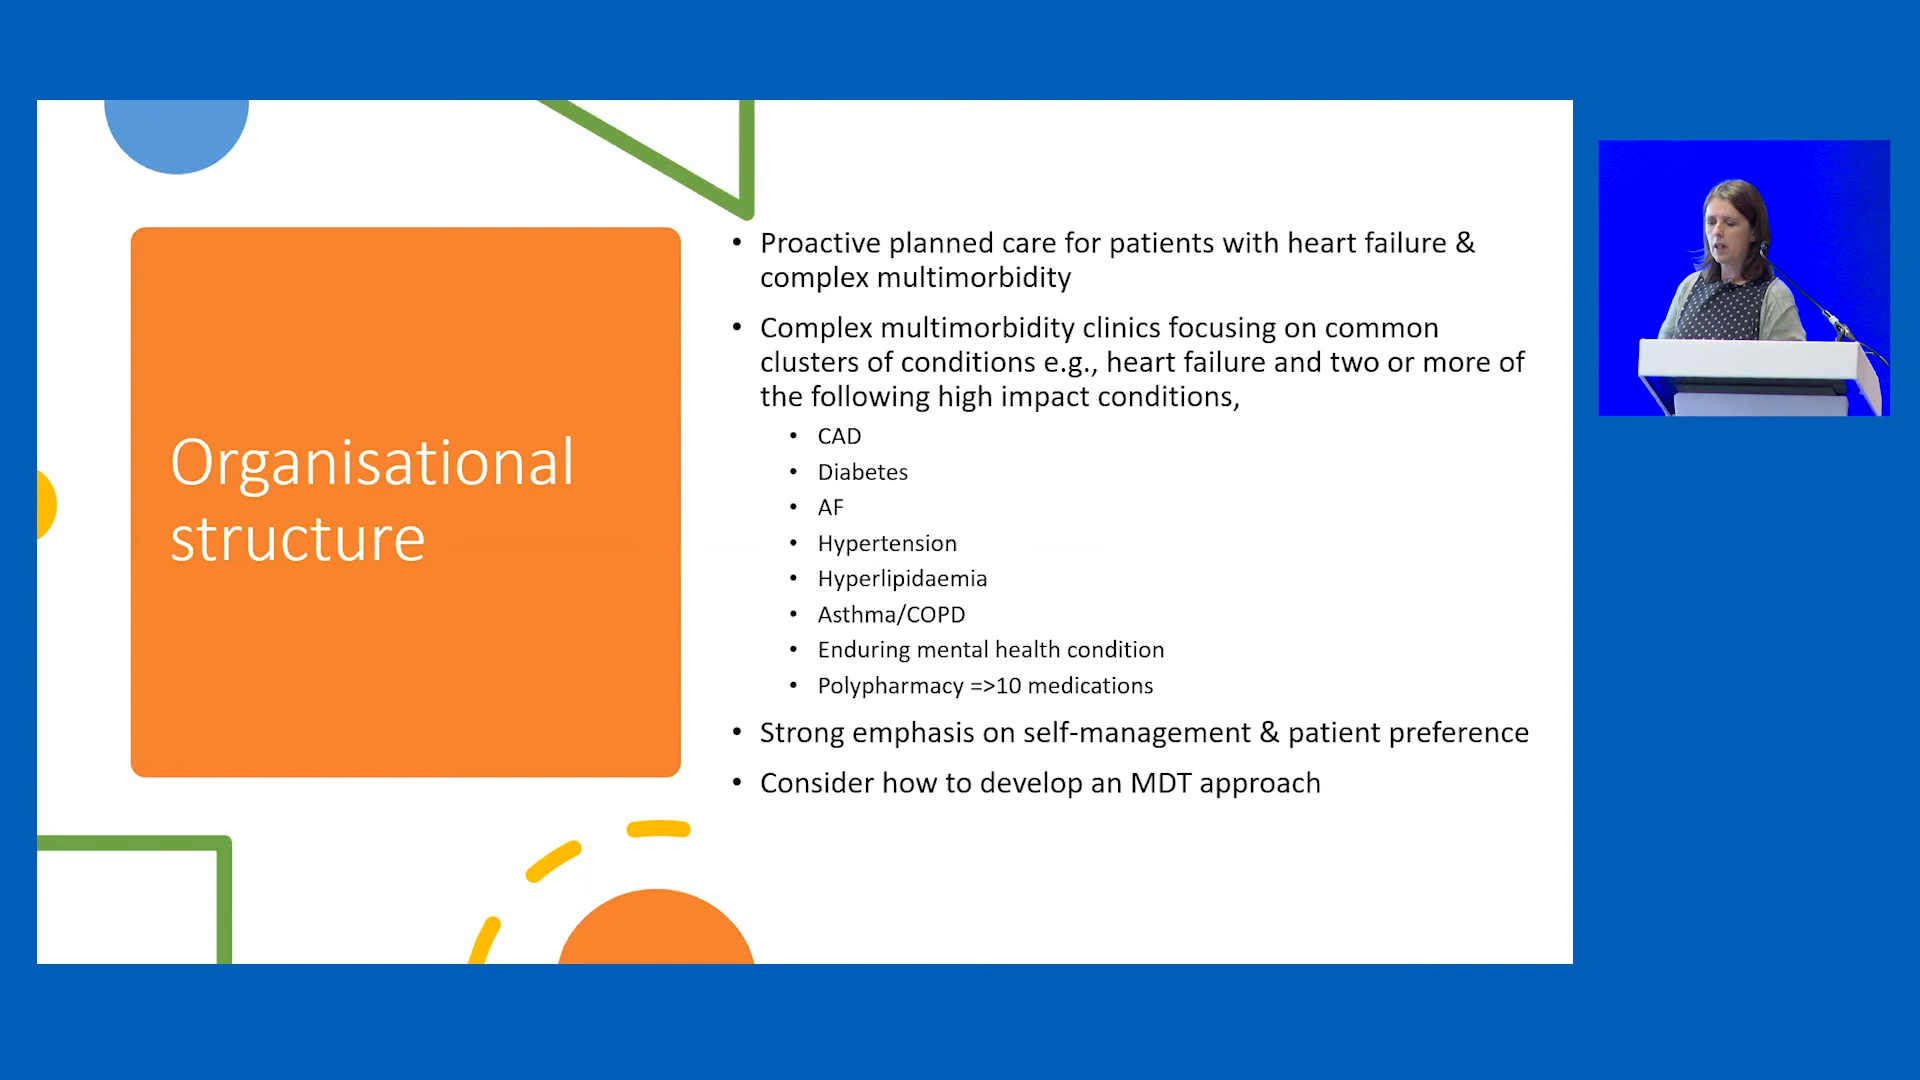 Organisational
structure
• Proactive planned care for patients with heart failure &
complex multimorbidity
• Complex multimorbidity clinics focusing on common
clusters of conditions e.g., heart failure and two or more of
the following high impact conditions,
• CAD
• Diabetes
• AF
• Hypertension
• Hyperlipidaemia
• Asthma/COPD
• Enduring mental health condition
• Polypharmacy =>10 medications
• Strong emphasis on self-management & patient preference
• Consider how to develop an MDT approach